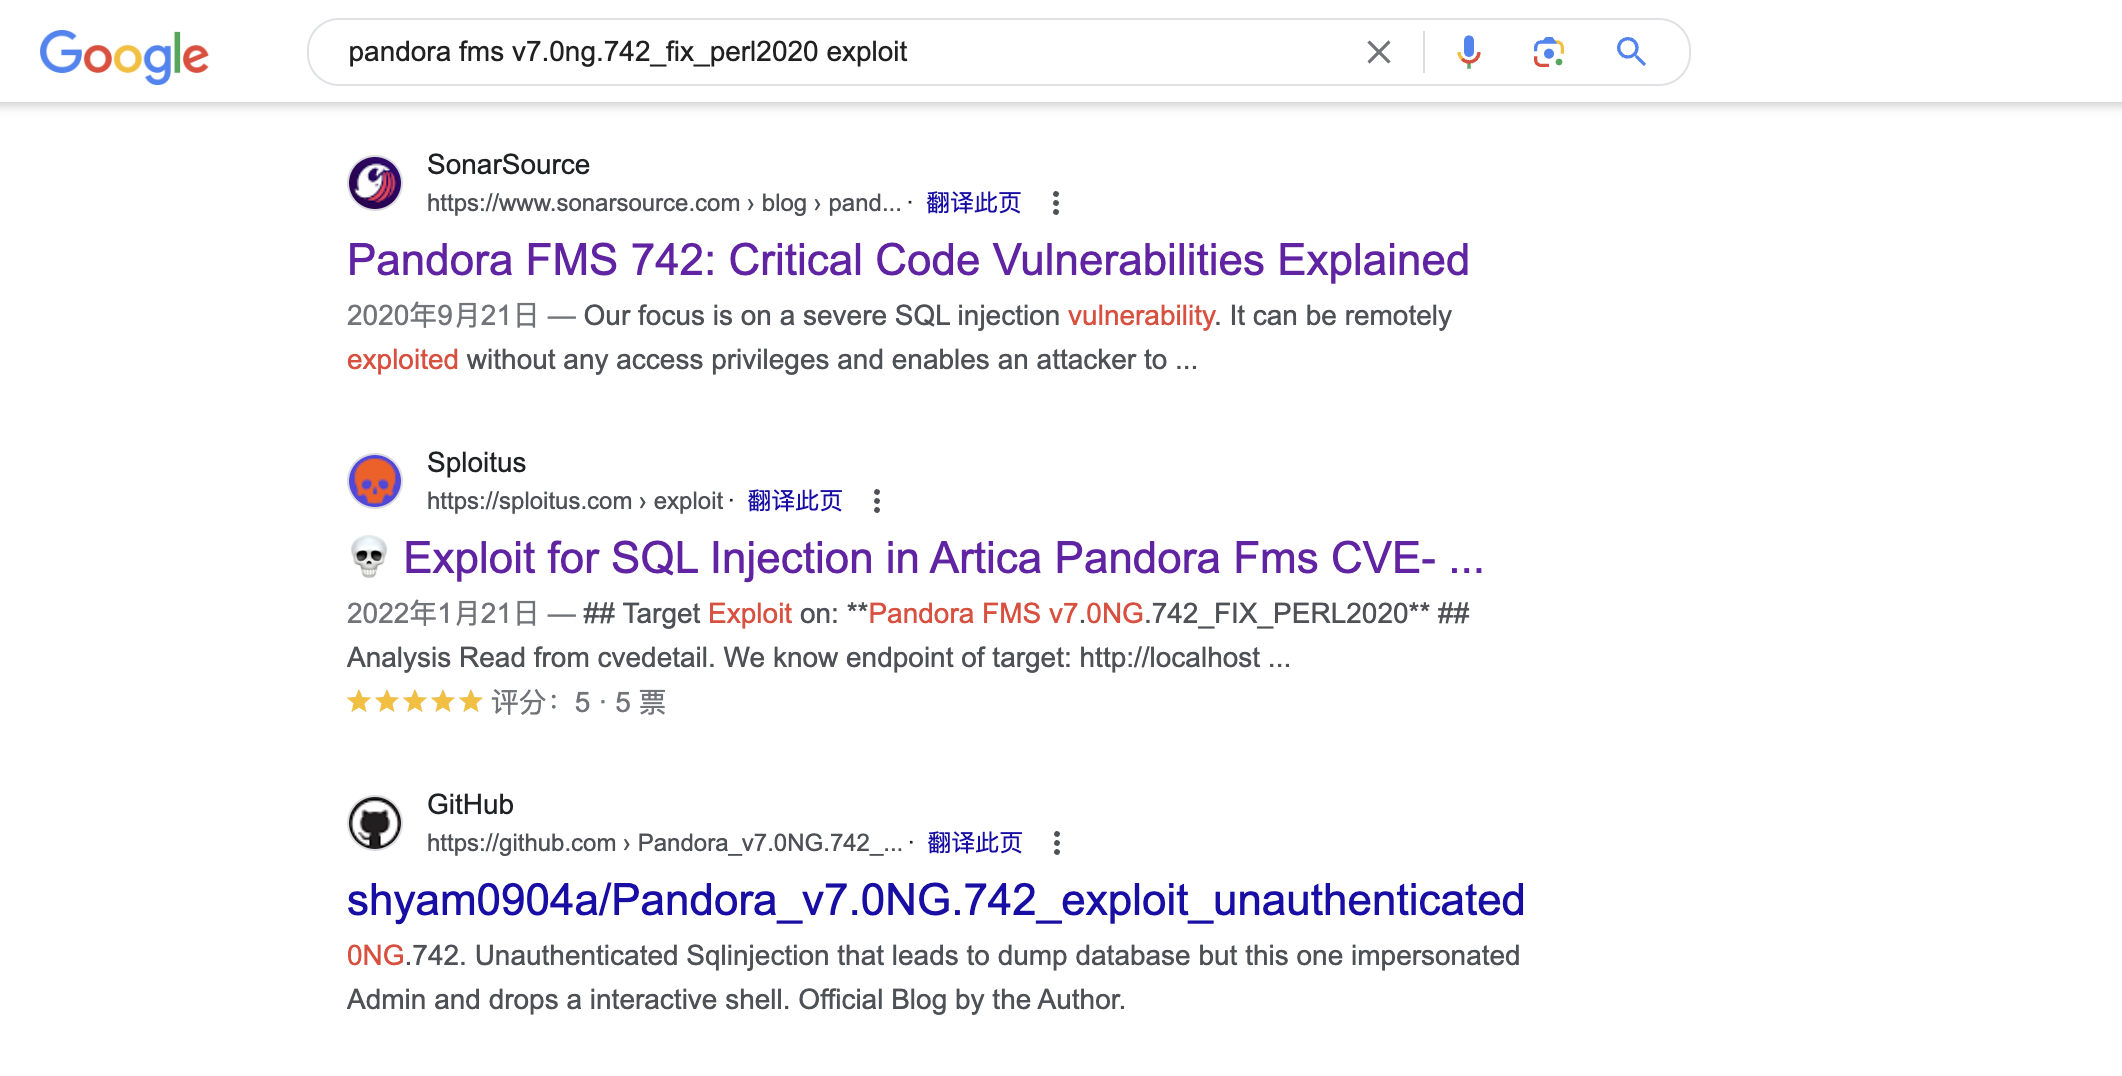 Google
pandora fms v7.0ng.742_fix_perl2020 exploit
SonarSource
https://www.sonarsource.com › blog › pand... · 翻译此页
Pandora FMS 742: Critical Code Vulnerabilities Explained
2020年9月21日 — Our focus is on a severe SQL injection vulnerability. It can be remotely
exploited without any access privileges and enables an attacker to ...
Sploitus
https://sploitus.com › exploit · 翻译此页
💀 Exploit for SQL Injection in Artica Pandora Fms CVE- ...
2022年1月21日 — ## Target Exploit on: **Pandora FMS v7.0NG.742_FIX_PERL2020** ##
Analysis Read from cvedetail. We know endpoint of target: http://localhost ...
★★★★★ 评分： 5 · 5 票
GitHub
https://github.com › Pandora_v7.0NG.742_... · 翻译此页
shyam0904a/Pandora_v7.0NG.742_exploit_unauthenticated
0NG.742. Unauthenticated Sqlinjection that leads to dump database but this one impersonated
Admin and drops a interactive shell. Official Blog by the Author.